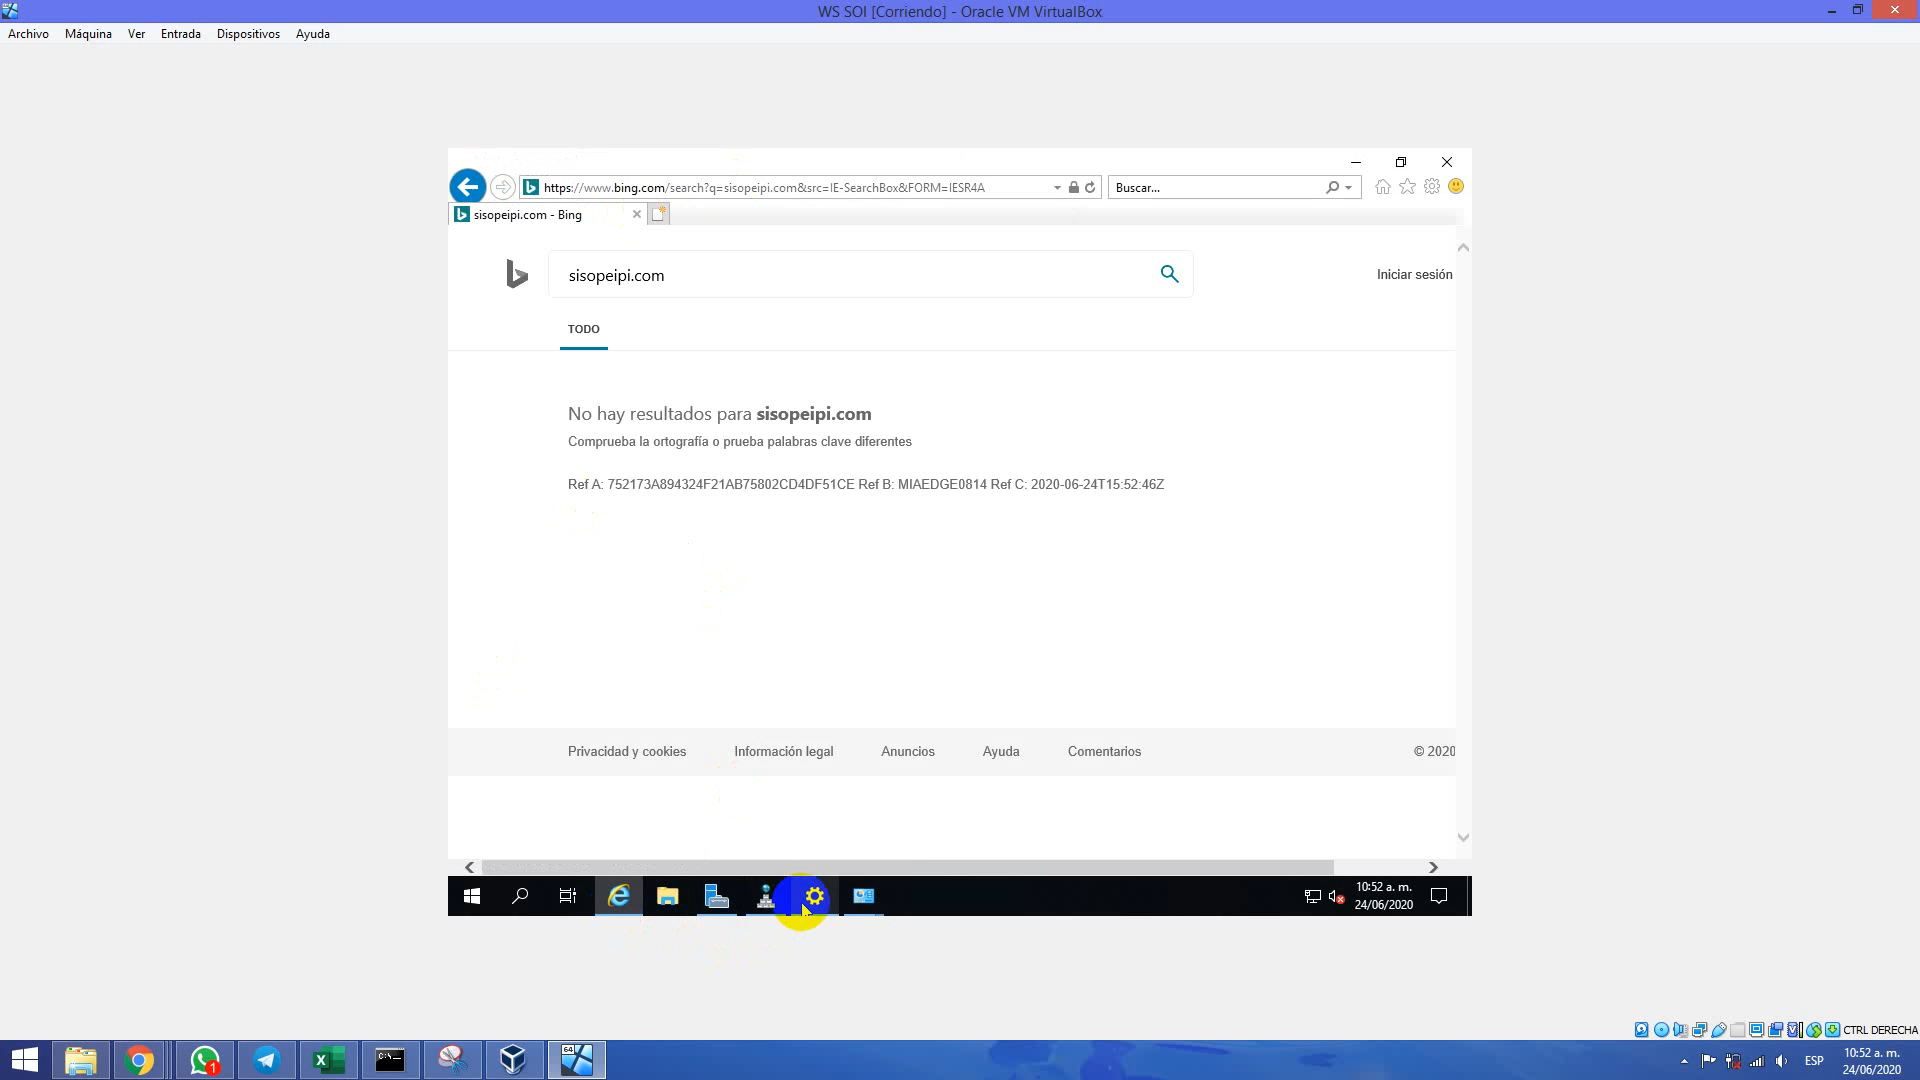 WS SOI [Corriendo] - Oracle VM VirtualBox
Archivo Máquina Ver Entrada Dispositivos Ayuda
https://www.bing.com/search?q=sisopeipi.com&src=IE-SearchBox&FORM=IESR4A
Buscar...
sisopeipi.com - Bing
sisopeipi.com
Iniciar sesión
TODO
No hay resultados para sisopeipi.com
Comprueba la ortografía o prueba palabras clave diferentes
Ref A: 752173A894324F21AB75802CD4DF51CE Ref B: MIAEDGE0814 Ref C: 2020-06-24T15:52:46Z
Privacidad y cookies Información legal Anuncios Ayuda Comentarios © 2020
10:52 a. m.
24/06/2020
CTRL DERECHA
1
C:\
64
ESP
10:52 a. m.
24/06/2020